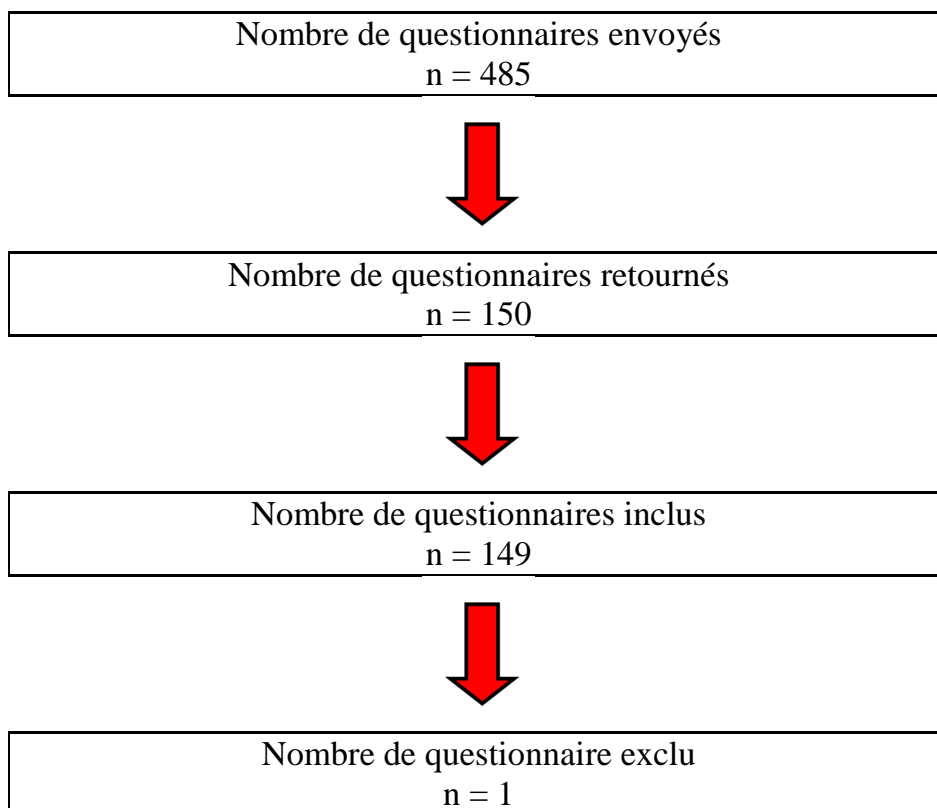 Nombre de questionnaires envoyés
n = 485
Nombre de questionnaires retournés
n = 150
Nombre de questionnaires inclus
n = 149
Nombre de questionnaire exclu
n = 1